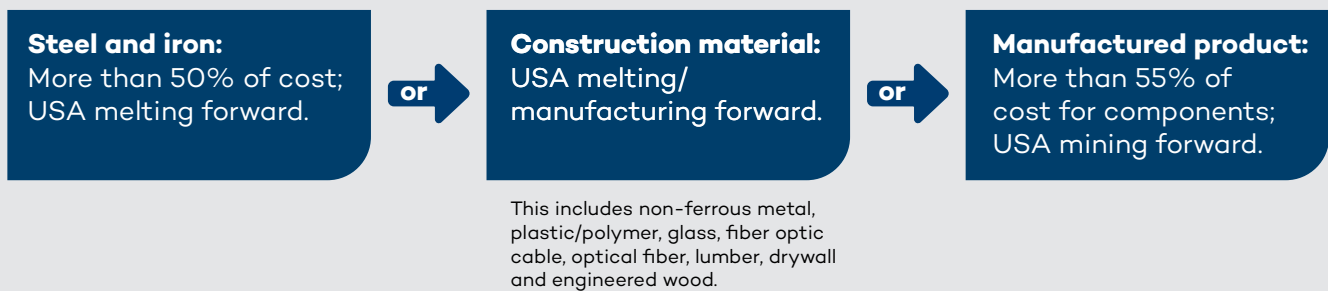 Steel and iron:
More than 50% of cost;
USA melting forward.
or
Construction material:
USA melting/
manufacturing forward.
This includes non-ferrous metal,
plastic/polymer, glass, fiber optic
cable, optical fiber, lumber, drywall
and engineered wood.
or
Manufactured product:
More than 55% of
cost for components;
USA mining forward.